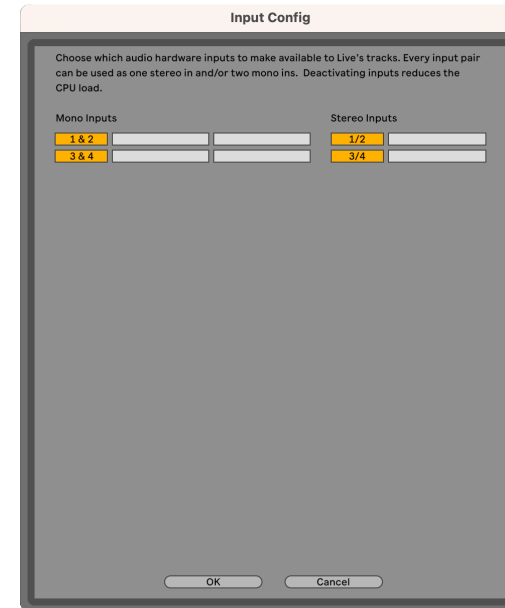 Input Config
Choose which audio hardware inputs to make available to Live's tracks. Every input pair
can be used as one stereo in and/or two mono ins.  Deactivating inputs reduces the
CPU load.
Mono Inputs
Stereo Inputs
1 & 2
1/2
3 & 4
3/4
OK
Cancel